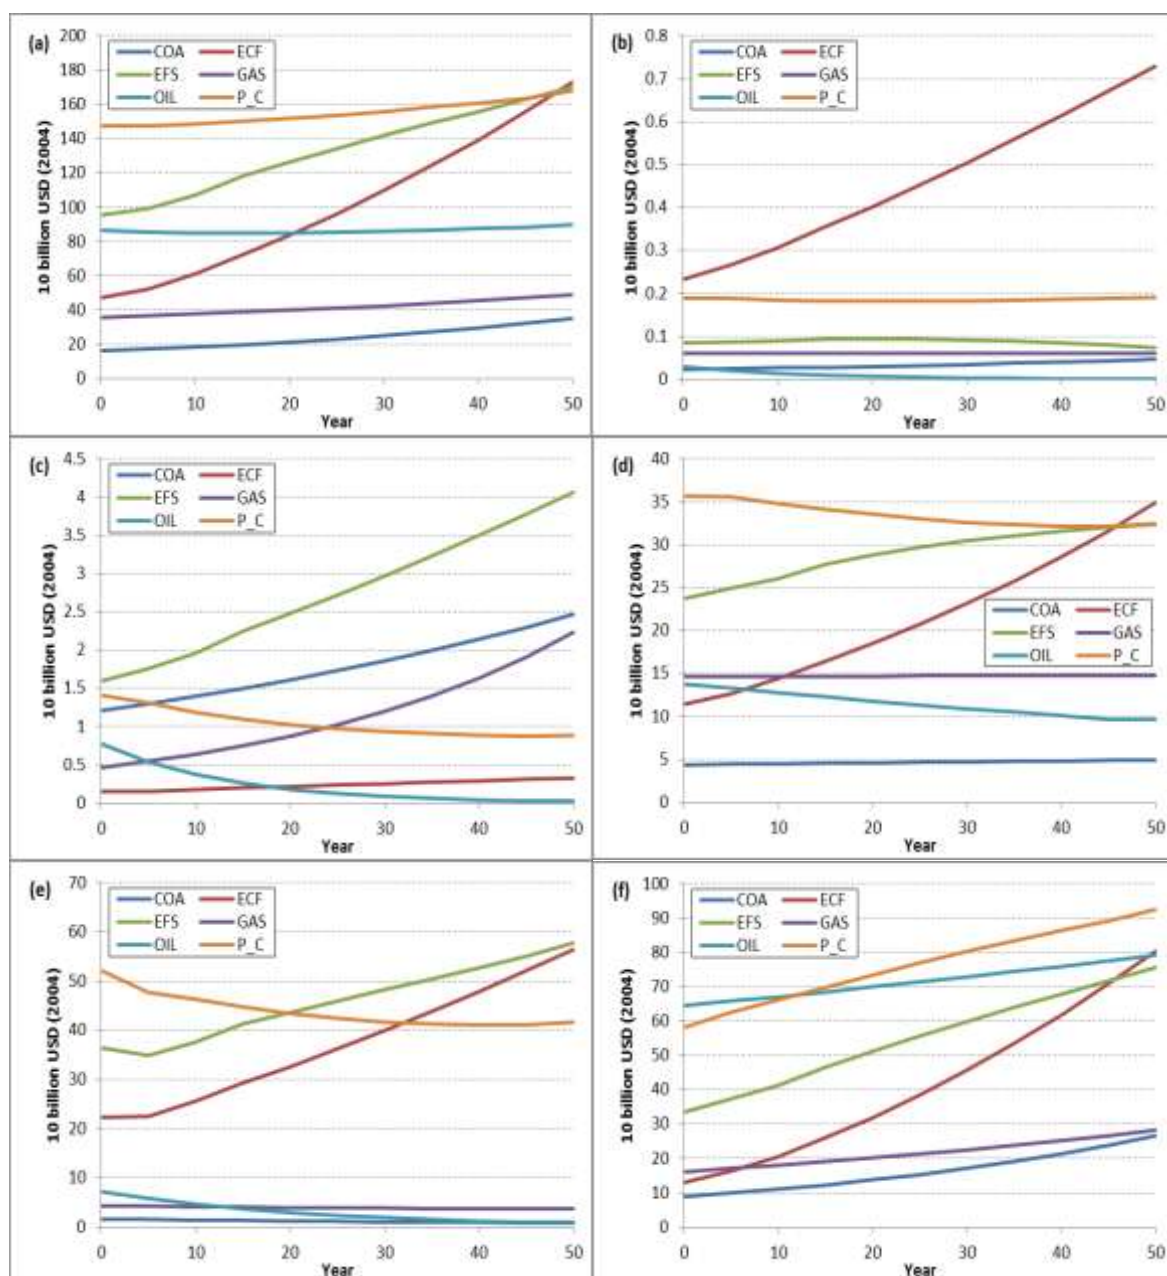 (a)
COA ECF
EFS GAS
OIL P_C
10 billion USD (2004)
200
180
160
140
120
100
80
60
40
20
0
0 10 20 30 40 50
Year
(b)
COA ECF
EFS GAS
OIL P_C
10 billion USD (2004)
0.8
0.7
0.6
0.5
0.4
0.3
0.2
0.1
0
0 10 20 30 40 50
Year
(c)
COA ECF
EFS GAS
OIL P_C
10 billion USD (2004)
4.5
4
3.5
3
2.5
2
1.5
1
0.5
0
0 10 20 30 40 50
Year
(d)
COA ECF
EFS GAS
OIL P_C
10 billion USD (2004)
40
35
30
25
20
15
10
5
0
0 10 20 30 40 50
Year
(e)
COA ECF
EFS GAS
OIL P_C
10 billion USD (2004)
70
60
50
40
30
20
10
0
0 10 20 30 40 50
Year
(f)
COA ECF
EFS GAS
OIL P_C
10 billion USD (2004)
100
90
80
70
60
50
40
30
20
10
0
0 10 20 30 40 50
Year